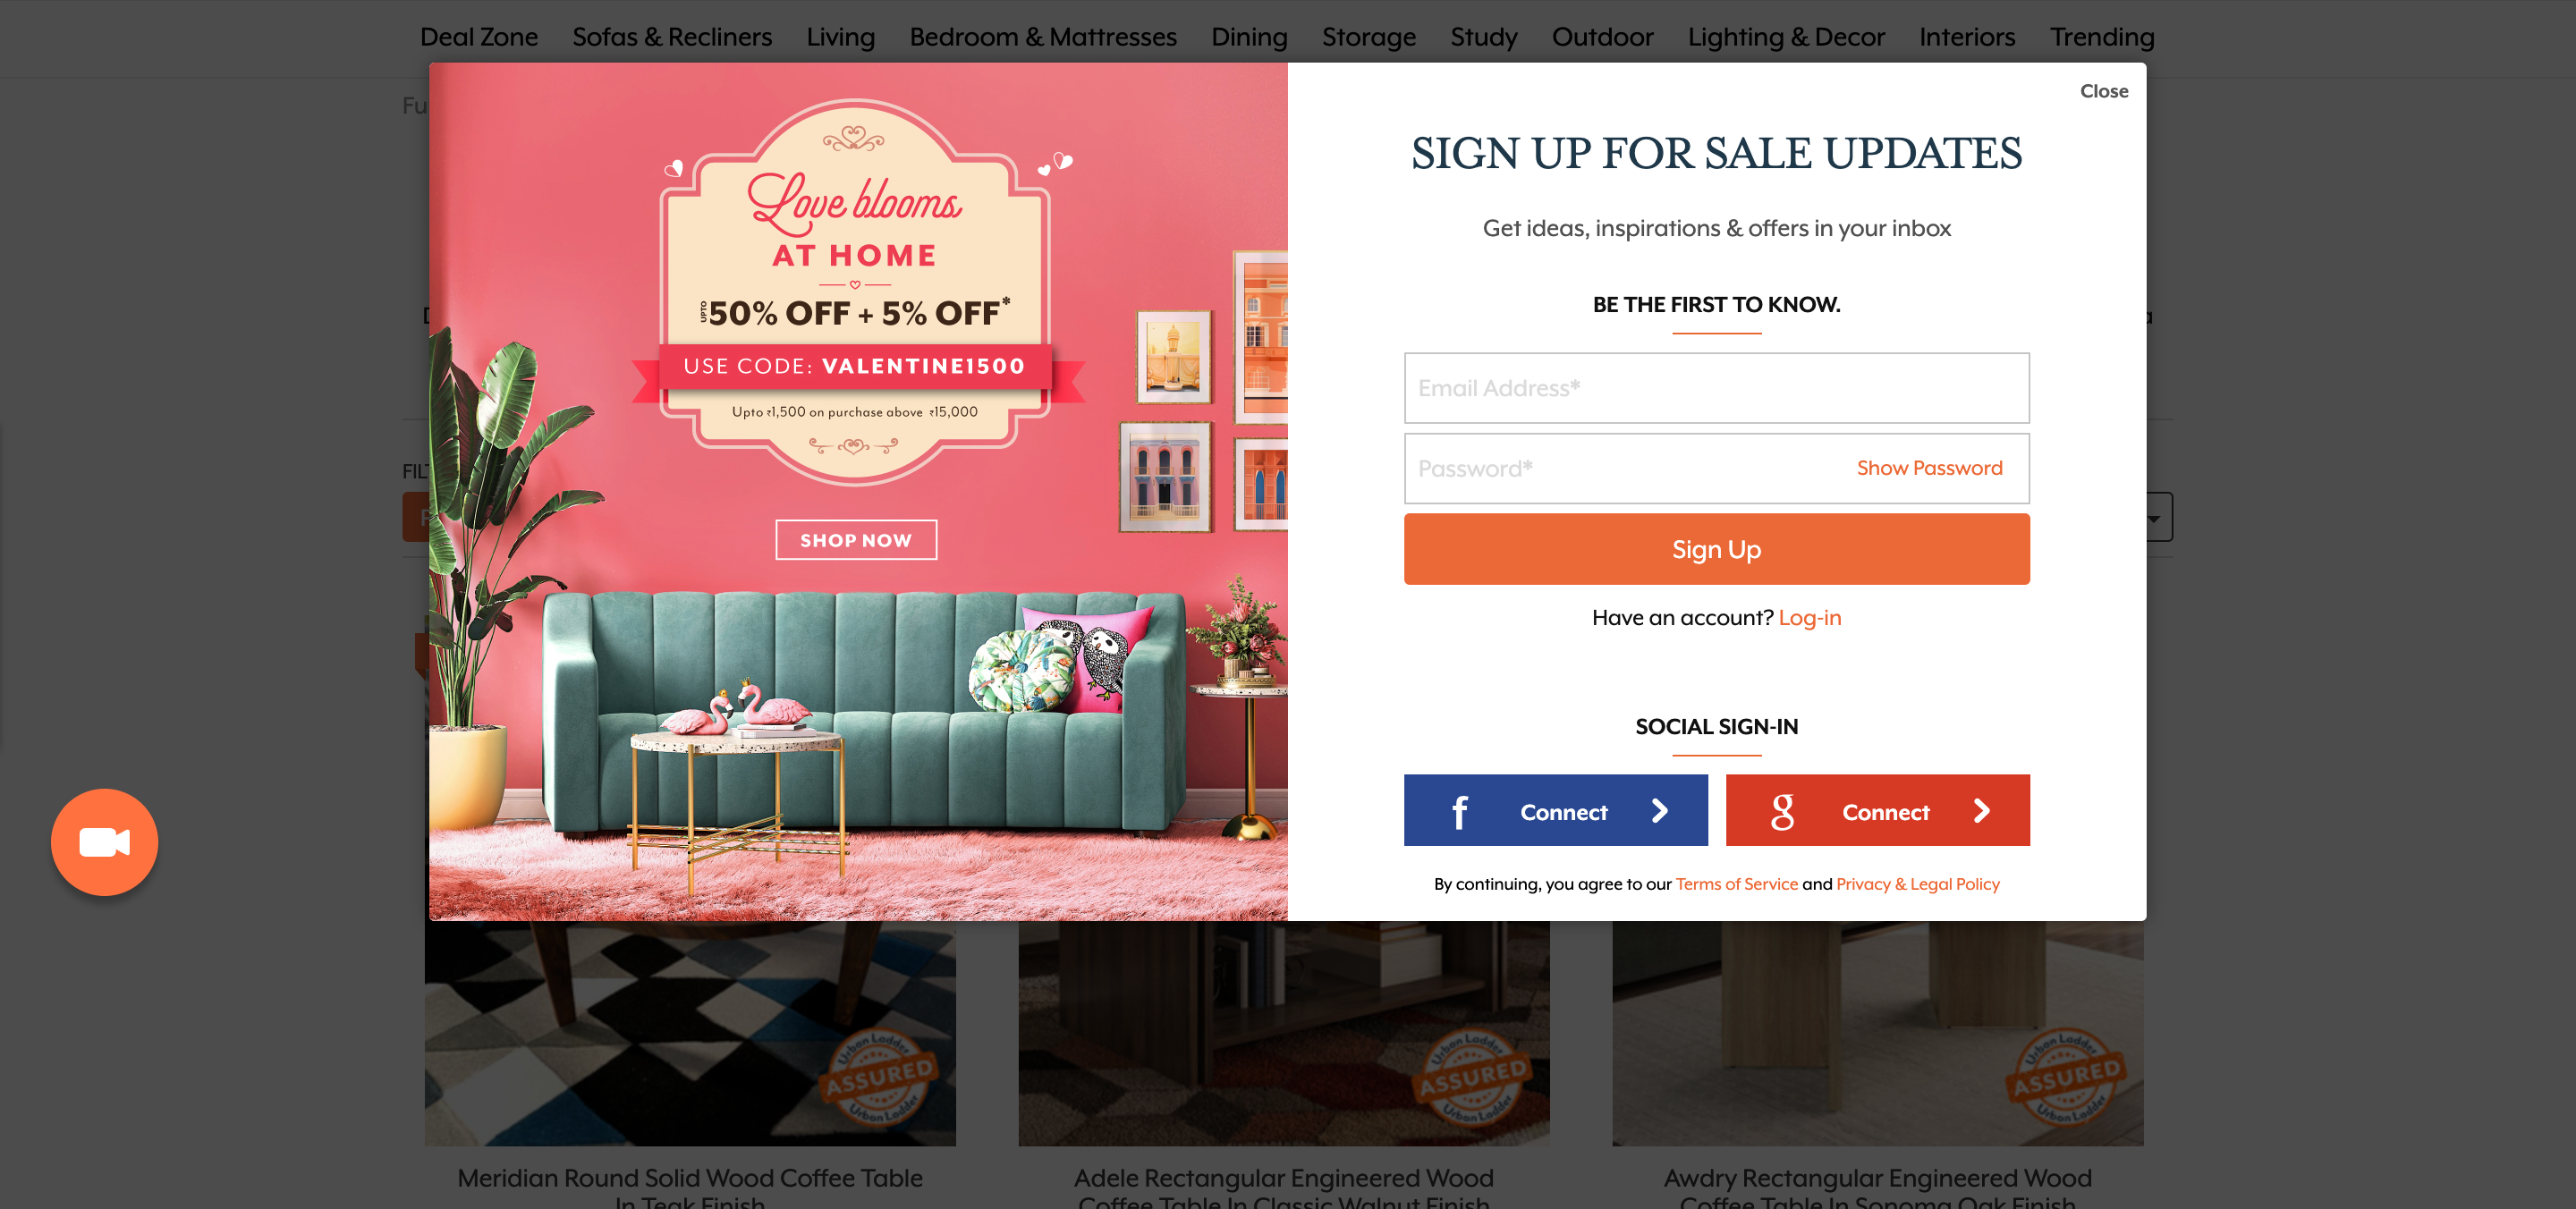 Deal Zone Sofas & Recliners Living Bedroom & Mattresses Dining Storage Study Outdoor Lighting & Decor Interiors Trending
Close
Love blooms
AT HOME
UPTO 50% OFF + 5% OFF*
USE CODE: VALENTINE1500
Upto ₹1,500 on purchase above ₹15,000
SHOP NOW
SIGN UP FOR SALE UPDATES
Get ideas, inspirations & offers in your inbox
BE THE FIRST TO KNOW.
Email Address*
Password* Show Password
Sign Up
Have an account? Log-in
SOCIAL SIGN-IN
f Connect
g Connect
By continuing, you agree to our Terms of Service and Privacy & Legal Policy
Urban Ladder
ASSURED
Urban Ladder
Urban Ladder
ASSURED
Urban Ladder
Urban Ladder
ASSURED
Urban Ladder
Meridian Round Solid Wood Coffee Table
In Teak Finish
Adele Rectangular Engineered Wood
Coffee Table In Classic Walnut Finish
Awdry Rectangular Engineered Wood
Coffee Table In Sonoma Oak Finish